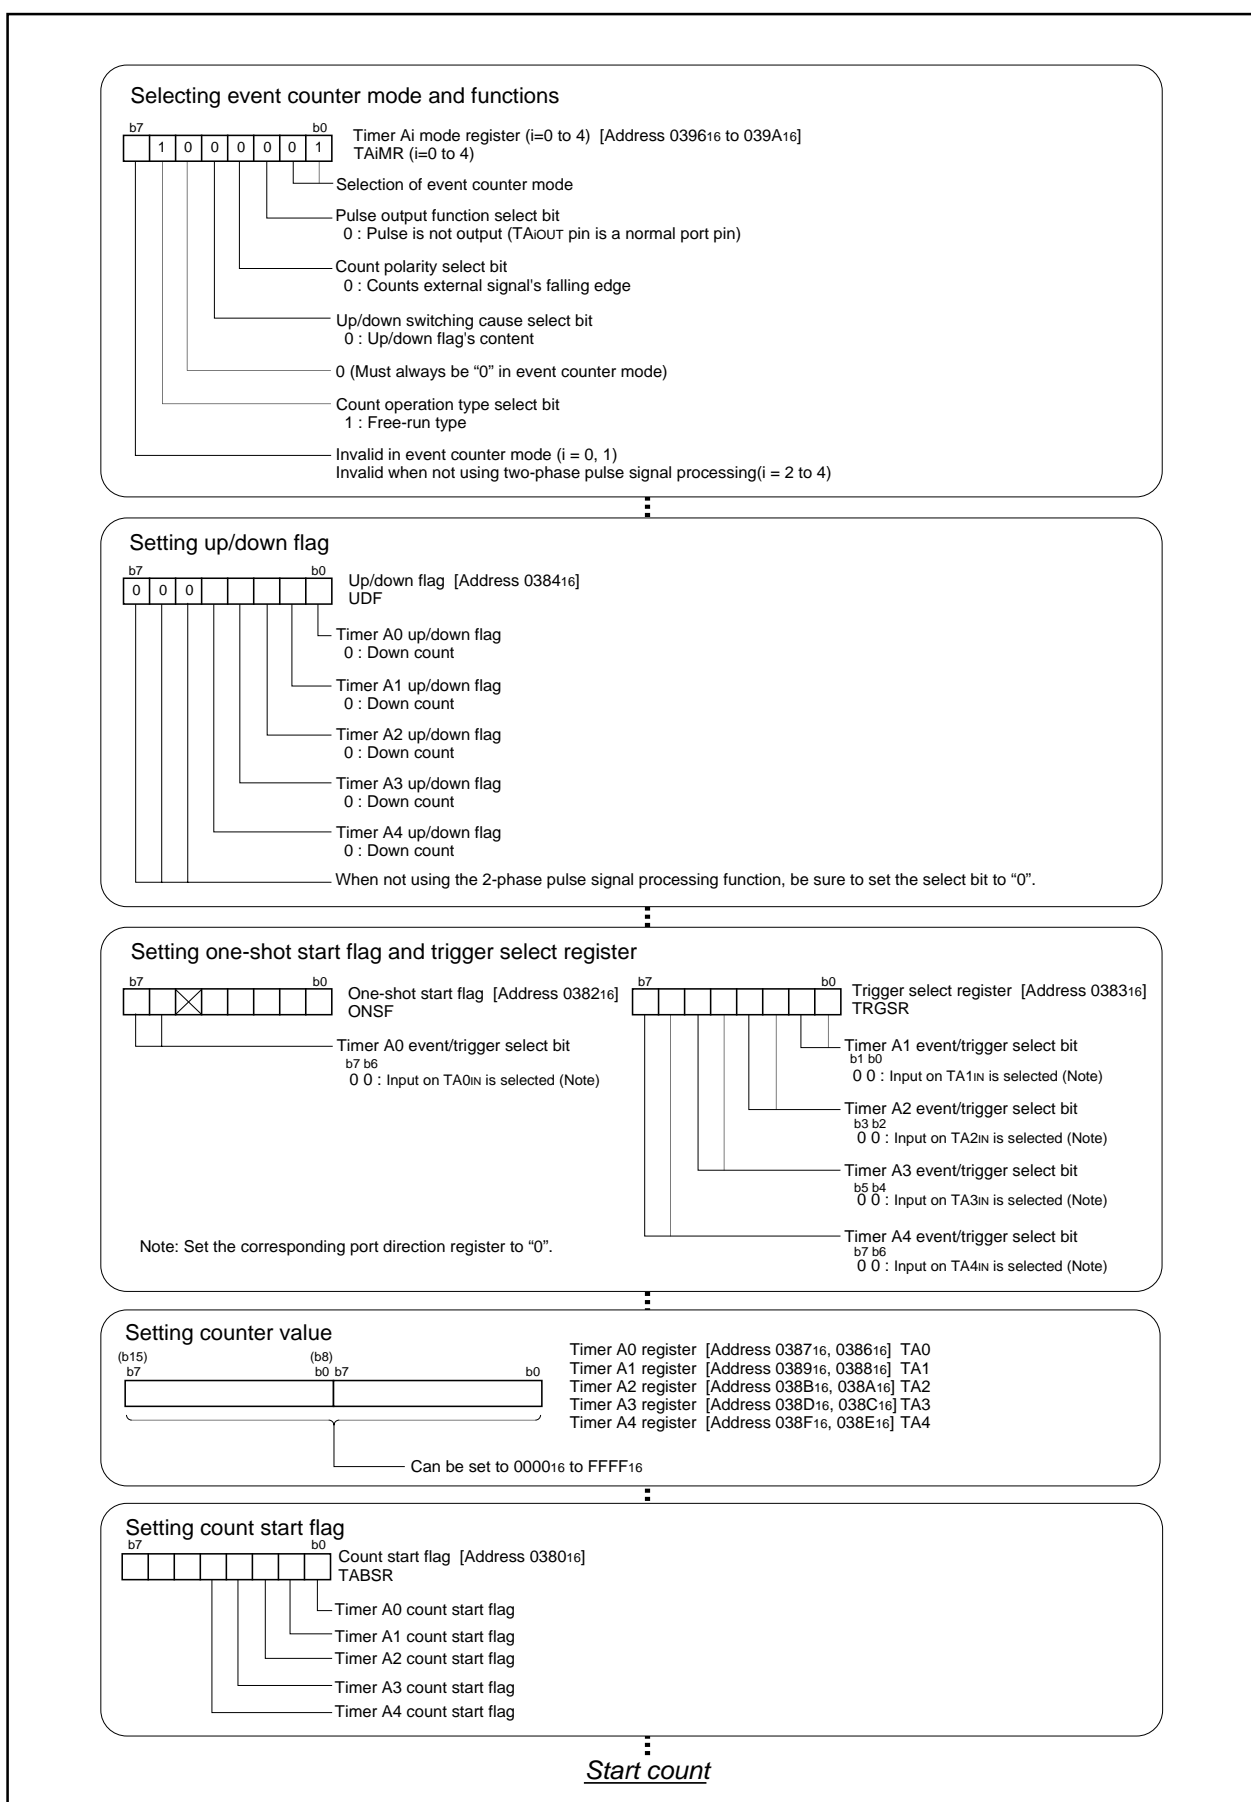 Selecting event counter mode and functions
b7 b0
1 0 0 0 0 0 1
Timer Ai mode register (i=0 to 4) [Address 039616 to 039A16]
TAiMR (i=0 to 4)
Selection of event counter mode
Pulse output function select bit
0 : Pulse is not output (TAiOUT pin is a normal port pin)
Count polarity select bit
0 : Counts external signal's falling edge
Up/down switching cause select bit
0 : Up/down flag's content
0 (Must always be “0” in event counter mode)
Count operation type select bit
1 : Free-run type
Invalid in event counter mode (i = 0, 1)
Invalid when not using two-phase pulse signal processing(i = 2 to 4)
Setting up/down flag
b7 b0
0 0 0
Up/down flag [Address 038416]
UDF
Timer A0 up/down flag
0 : Down count
Timer A1 up/down flag
0 : Down count
Timer A2 up/down flag
0 : Down count
Timer A3 up/down flag
0 : Down count
Timer A4 up/down flag
0 : Down count
When not using the 2-phase pulse signal processing function, be sure to set the select bit to “0”.
Setting one-shot start flag and trigger select register
b7 b0
One-shot start flag [Address 038216]
ONSF
Timer A0 event/trigger select bit
b7 b6
0 0 : Input on TA0IN is selected (Note)
Note: Set the corresponding port direction register to “0”.
b7 b0
Trigger select register [Address 038316]
TRGSR
Timer A1 event/trigger select bit
b1 b0
0 0 : Input on TA1IN is selected (Note)
Timer A2 event/trigger select bit
b3 b2
0 0 : Input on TA2IN is selected (Note)
Timer A3 event/trigger select bit
b5 b4
0 0 : Input on TA3IN is selected (Note)
Timer A4 event/trigger select bit
b7 b6
0 0 : Input on TA4IN is selected (Note)
Setting counter value
(b15) (b8)
b7 b0 b7 b0
Timer A0 register [Address 038716, 038616] TA0
Timer A1 register [Address 038916, 038816] TA1
Timer A2 register [Address 038B16, 038A16] TA2
Timer A3 register [Address 038D16, 038C16] TA3
Timer A4 register [Address 038F16, 038E16] TA4
Can be set to 000016 to FFFF16
Setting count start flag
b7 b0
Count start flag [Address 038016]
TABSR
Timer A0 count start flag
Timer A1 count start flag
Timer A2 count start flag
Timer A3 count start flag
Timer A4 count start flag
Start count